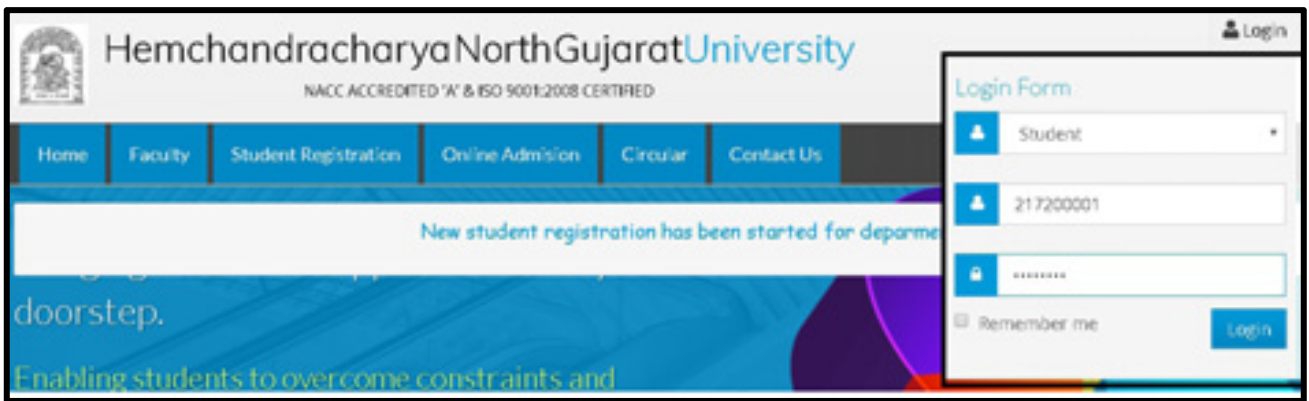 Login
HemchandracharyaNorthGujaratUniversity
NACC ACCREDITED 'A' & ISO 9001:2008 CERTIFIED
Home Faculty Student Registration Online Admision Circular Contact Us
Login Form
Student
217200001
New student registration has been started for deparme
........
doorstep.
Remember me
Login
Enabling students to overcome constraints and